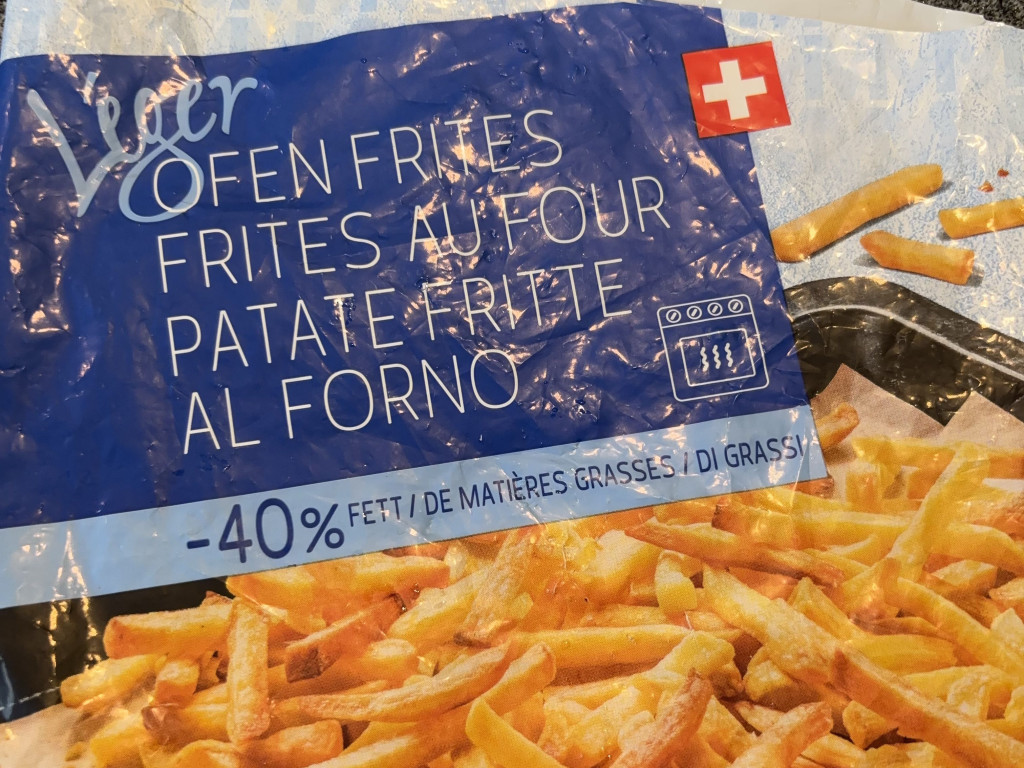 Léger
OFEN FRITES
FRITES AU FOUR
PATATE FRITTE
AL FORNO
-40% FETT / DE MATIÈRES GRASSES / DI GRASSI